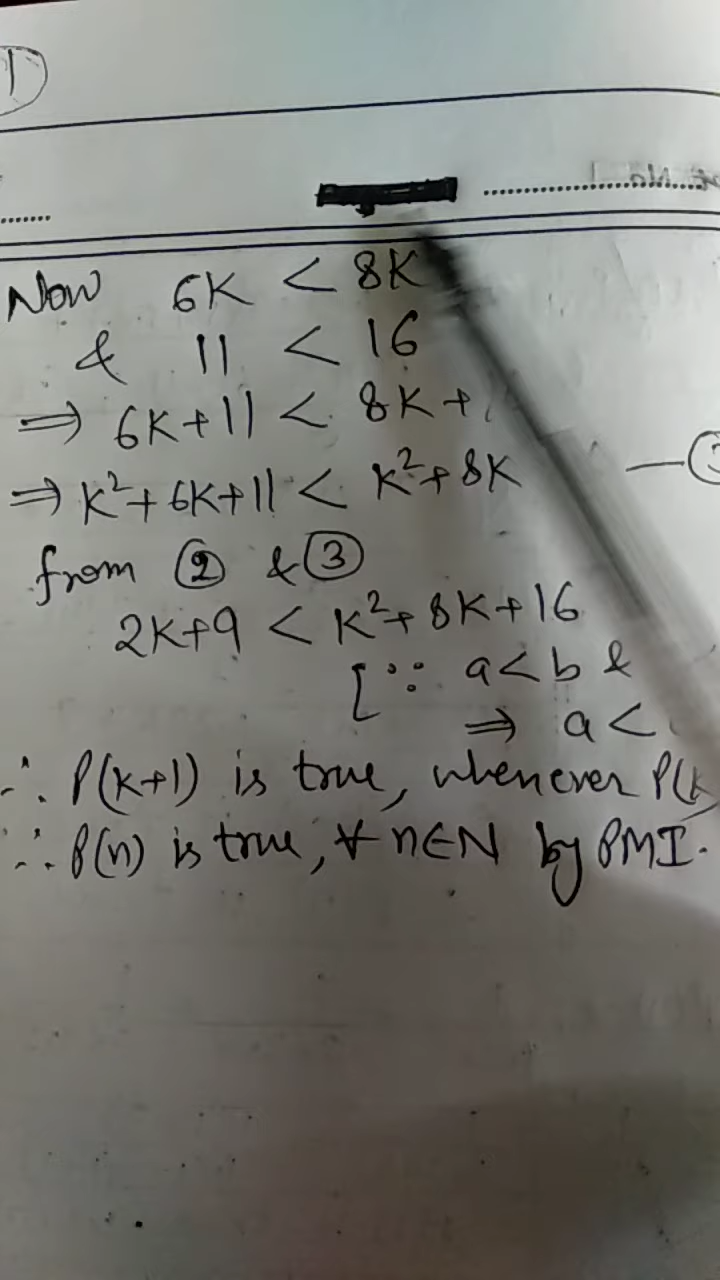 1
Now 6K < 8K
& 11 < 16
⇒ 6K+11 < 8K+
⇒ K²+6K+11 < K²+8K
from ② & ③
2K+9 < K²+8K+16
[∵ a<b &
⇒ a<
∴ P(K+1) is true, whenever P(K
∴ P(n) is true, ∀ n∈N by PMI.